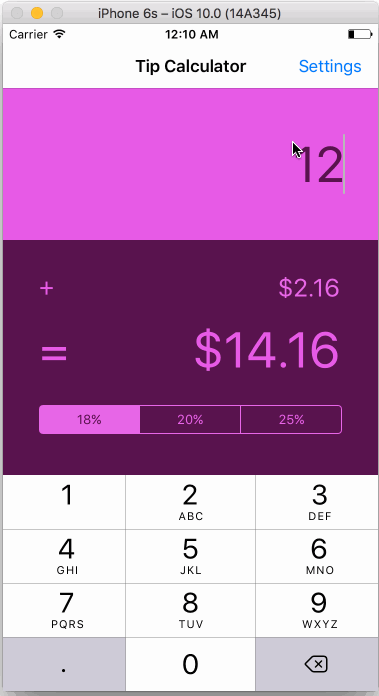 iPhone 6s – iOS 10.0 (14A345)
Carrier 12:10 AM
Tip Calculator Settings
12
+ $2.16
= $14.16
18% 20% 25%
1 2 3
ABC DEF
4 5 6
GHI JKL MNO
7 8 9
PQRS TUV WXYZ
. 0